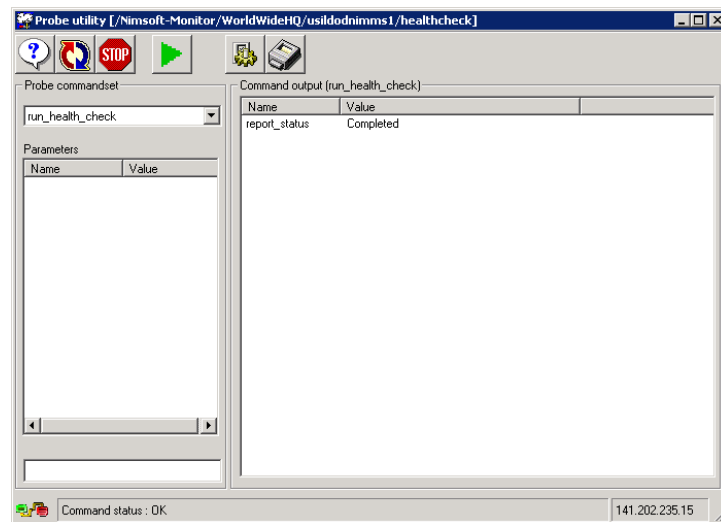 Probe utility [/Nimsoft-Monitor/WorldWideHQ/usildodnimms1/healthcheck]
? STOP
Probe commandset
run_health_check
Parameters
Name Value
Command output (run_health_check)
Name Value
report_status Completed
Command status : OK
141.202.235.15